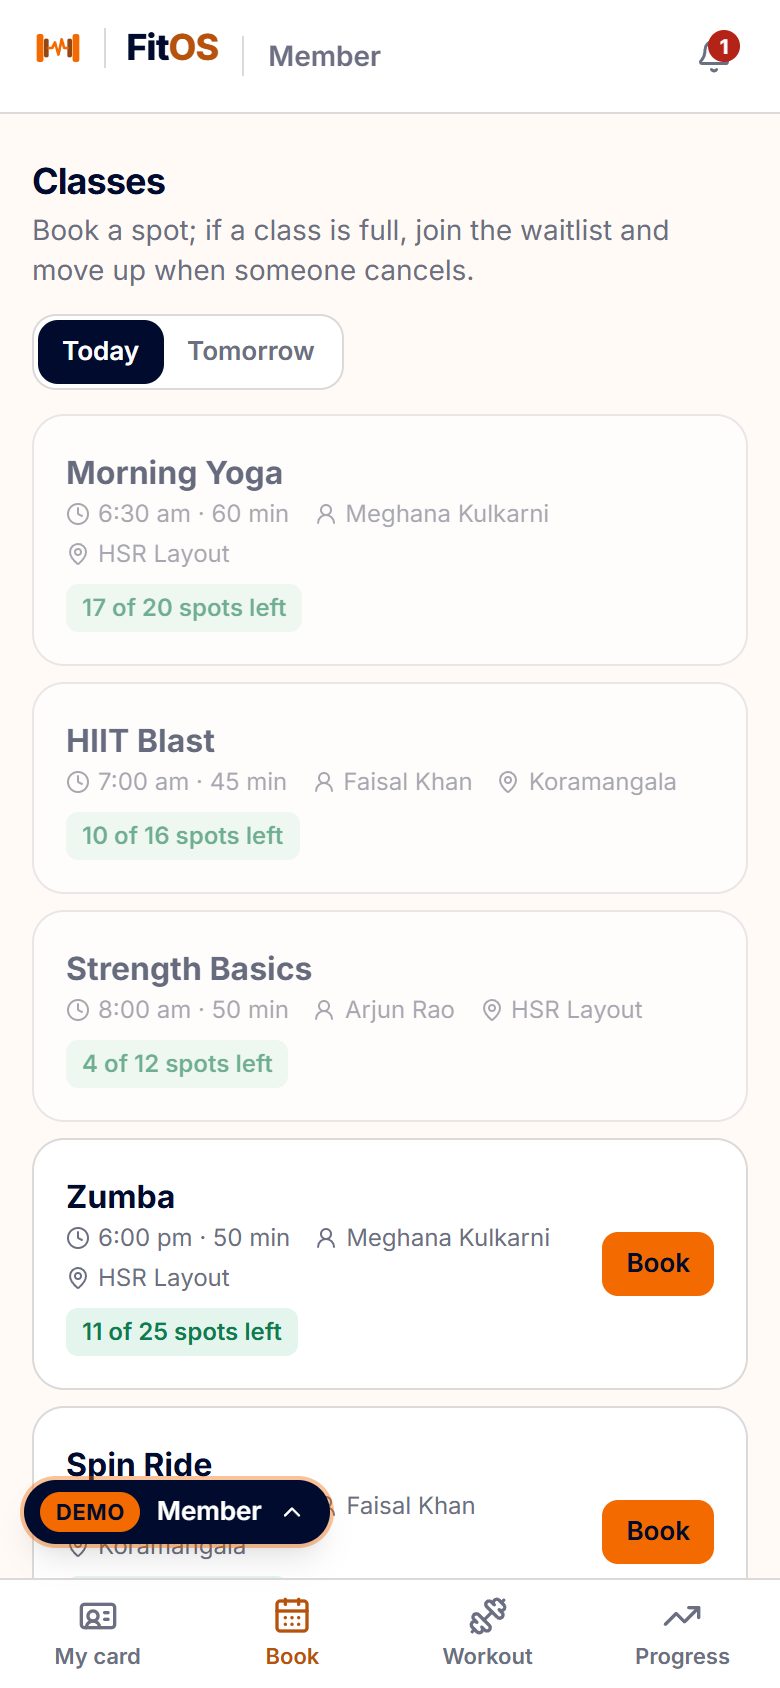 FitOS
Member
1
Classes
Book a spot; if a class is full, join the waitlist and
move up when someone cancels.
Today Tomorrow
Morning Yoga
6:30 am · 60 min Meghana Kulkarni
HSR Layout
17 of 20 spots left
HIIT Blast
7:00 am · 45 min Faisal Khan Koramangala
10 of 16 spots left
Strength Basics
8:00 am · 50 min Arjun Rao HSR Layout
4 of 12 spots left
Zumba
6:00 pm · 50 min Meghana Kulkarni
HSR Layout
11 of 25 spots left
Book
Spin Ride
Faisal Khan
Koramangala
Book
DEMO Member
My card Book Workout Progress